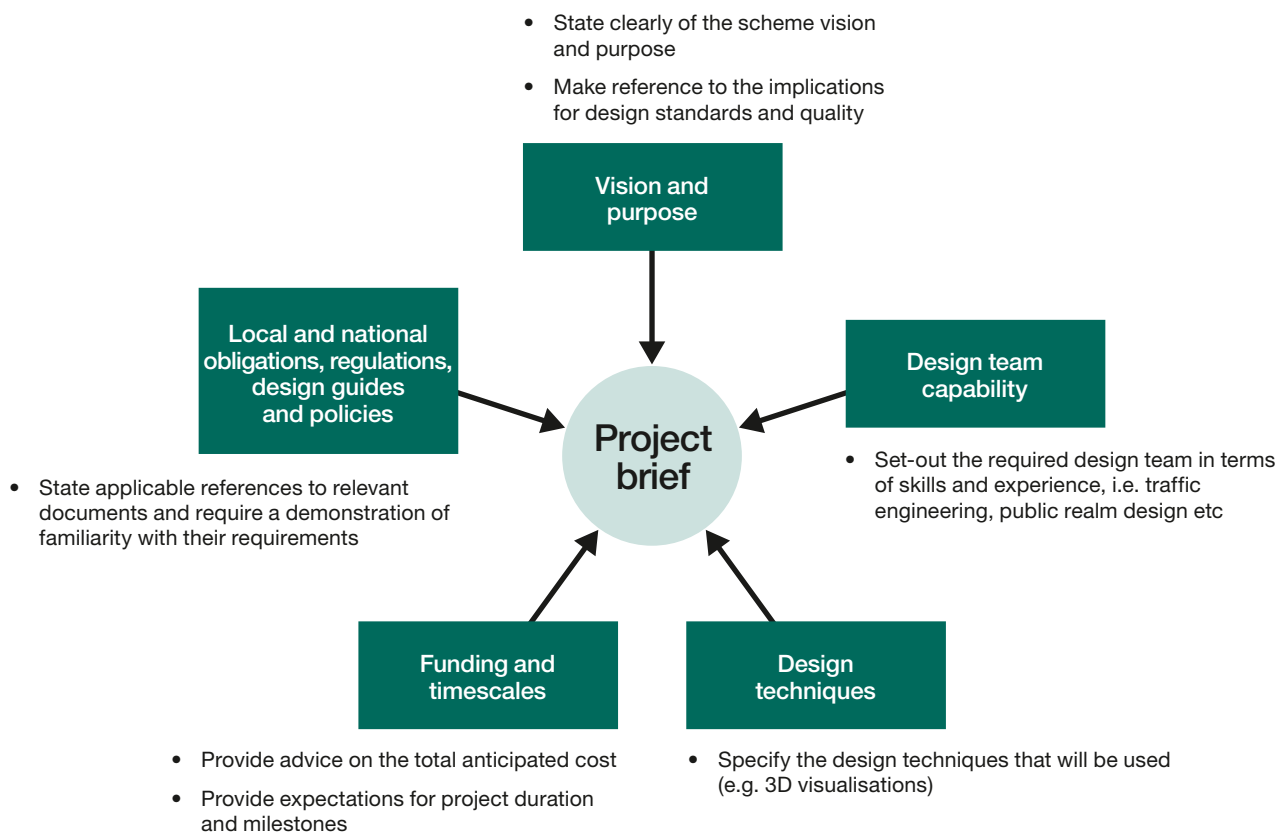 • State clearly of the scheme vision
and purpose
• Make reference to the implications
for design standards and quality
Vision and
purpose
Local and national
obligations, regulations,
design guides
and policies
• State applicable references to relevant
documents and require a demonstration of
familiarity with their requirements
Project
brief
Design team
capability
• Set-out the required design team in terms
of skills and experience, i.e. traffic
engineering, public realm design etc
Funding and
timescales
• Provide advice on the total anticipated cost
• Provide expectations for project duration
and milestones
Design
techniques
• Specify the design techniques that will be used
(e.g. 3D visualisations)